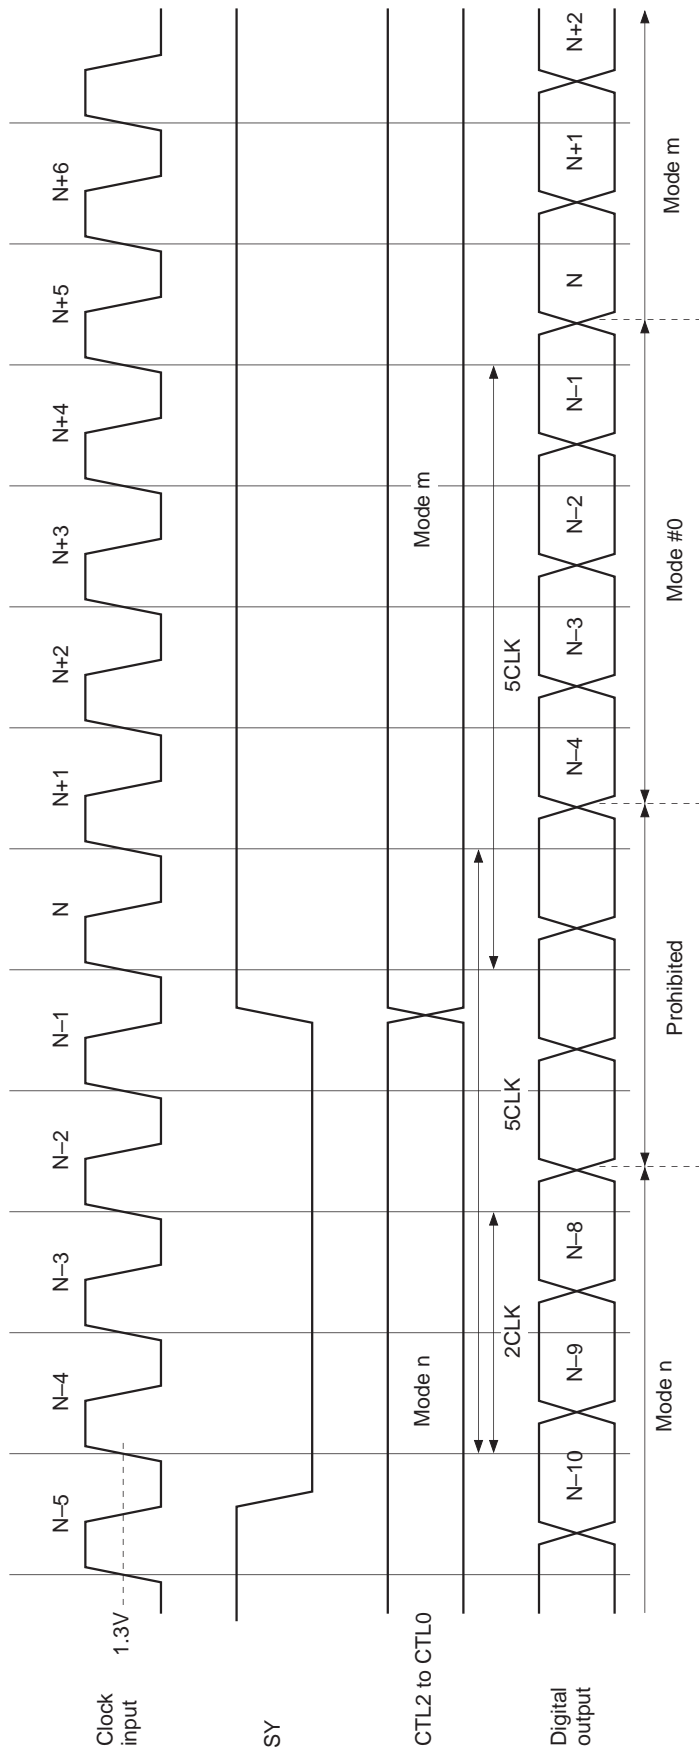 Clock
input
1.3V
N–5
N–4
N–3
N–2
N–1
N
N+1
N+2
N+3
N+4
N+5
N+6
SY
CTL2 to CTL0
Mode n
Mode m
2CLK
5CLK
5CLK
Digital
output
N–10
N–9
N–8
N–4
N–3
N–2
N–1
N
N+1
N+2
Mode n
Prohibited
Mode #0
Mode m